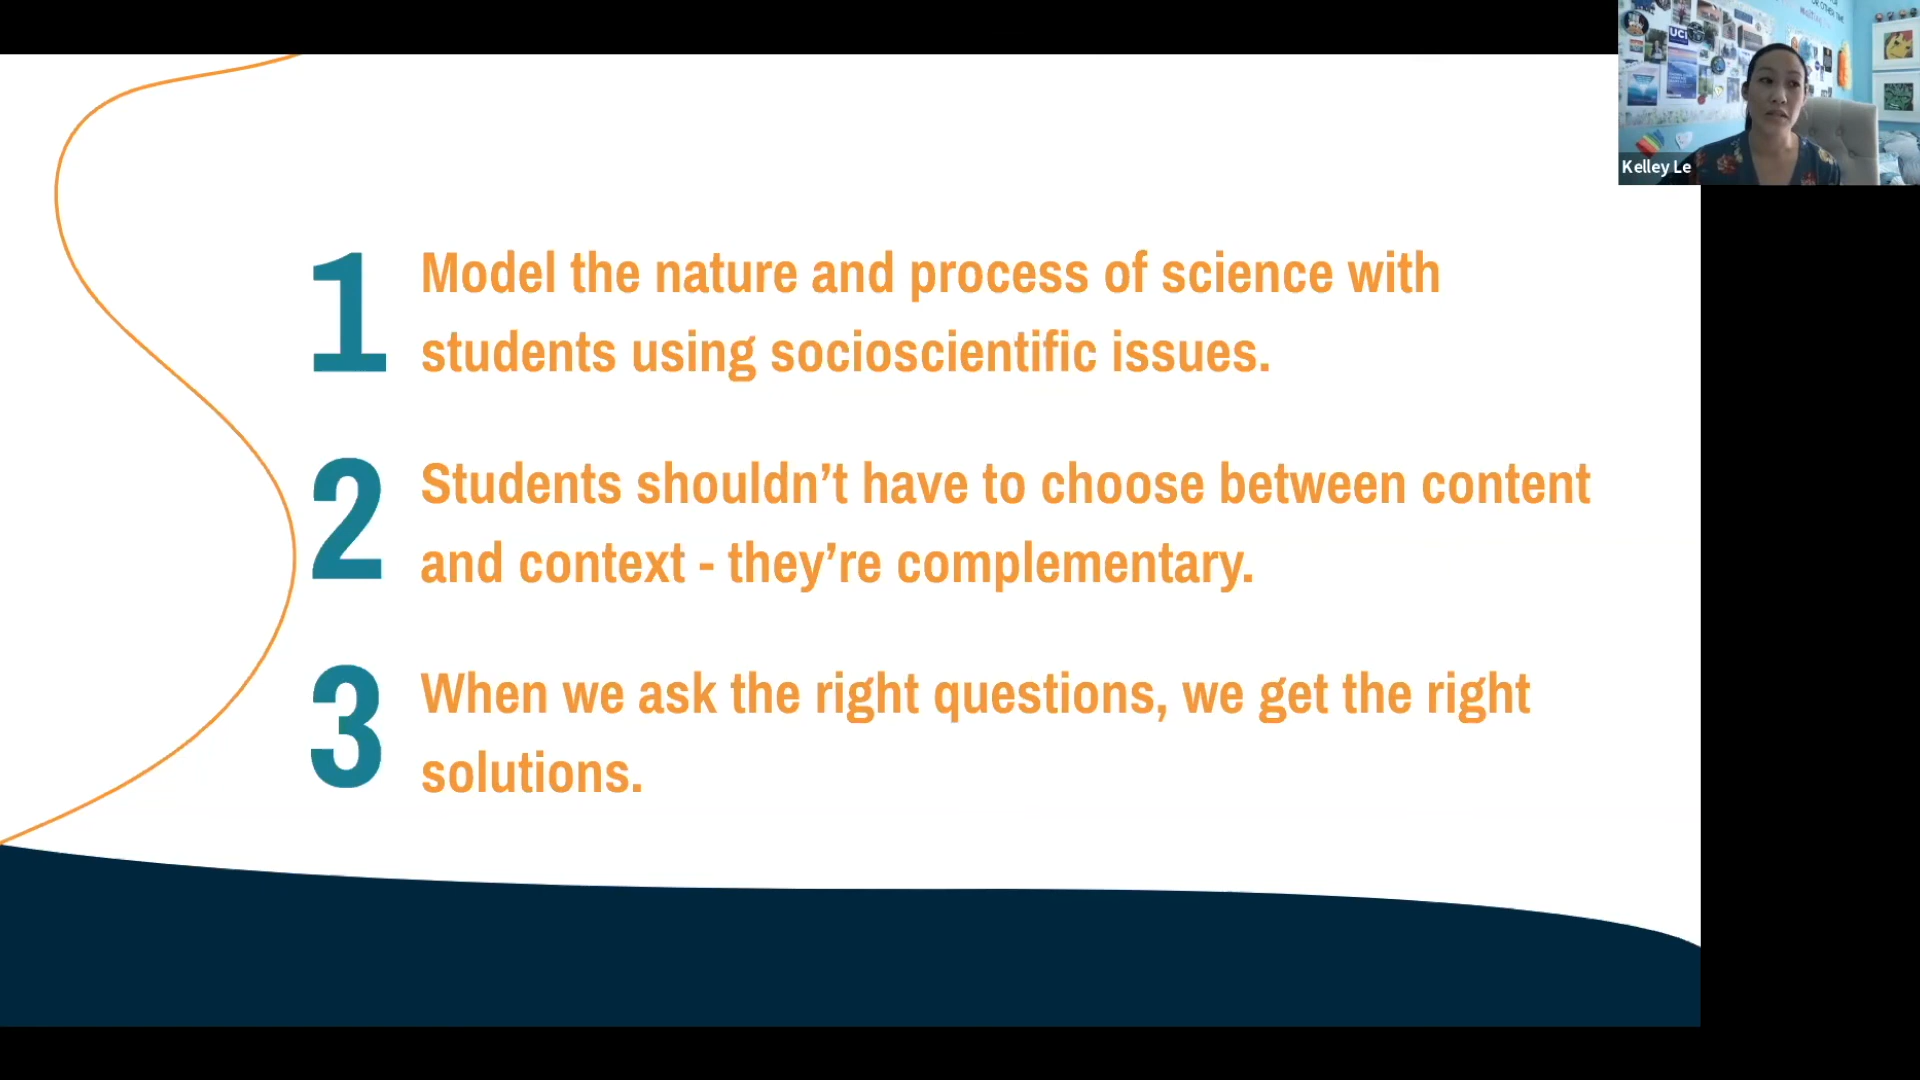 UCI
Kelley Le
1 Model the nature and process of science with
students using socioscientific issues.
2 Students shouldn’t have to choose between content
and context - they’re complementary.
3 When we ask the right questions, we get the right
solutions.